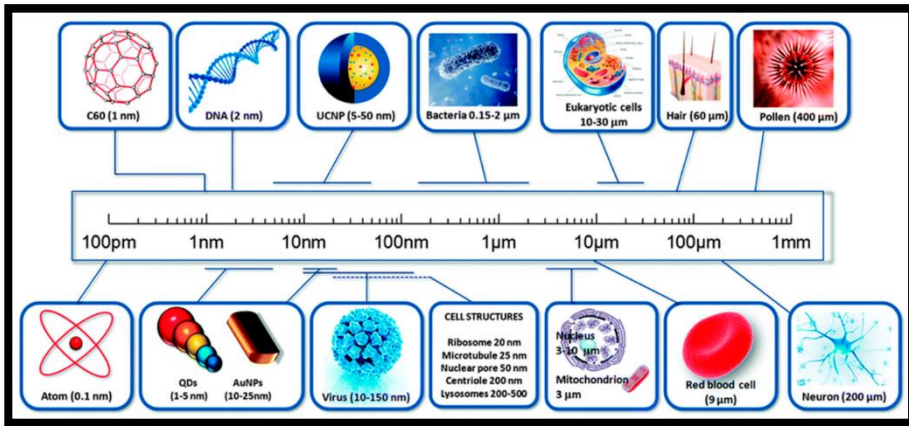 C60 (1 nm)
DNA (2 nm)
UCNP (5-50 nm)
Bacteria 0.15-2 μm
Eukaryotic cells
10-30 μm
Hair (60 μm)
Pollen (400 μm)
100pm
1nm
10nm
100nm
1μm
10μm
100μm
1mm
Atom (0.1 nm)
QDs
(1-5 nm)
AuNPs
(10-25nm)
Virus (10-150 nm)
CELL STRUCTURES
Ribosome 20 nm
Microtubule 25 nm
Nuclear pore 50 nm
Centriole 200 nm
Lysosomes 200-500
Nucleus
3-10 μm
Mitochondrion
3 μm
Red blood cell
(9 μm)
Neuron (200 μm)